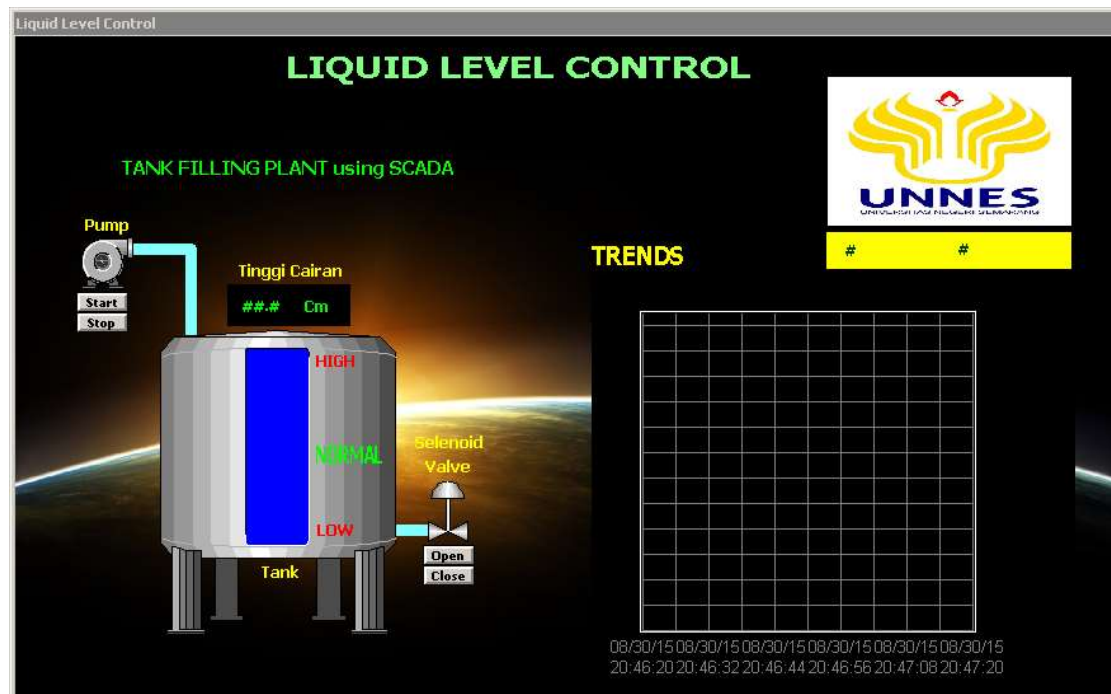 Liquid Level Control
LIQUID LEVEL CONTROL
UNNES
UNIVERSITAS NEGERI SEMARANG
TANK FILLING PLANT using SCADA
Pump
Start
Stop
Tinggi Cairan
##.# Cm
TRENDS
# #
HIGH
NORMAL
LOW
Tank
Selenoid
Valve
Open
Close
08/30/15 08/30/15 08/30/15 08/30/15 08/30/15 08/30/15
20:46:20 20:46:32 20:46:44 20:46:56 20:47:08 20:47:20